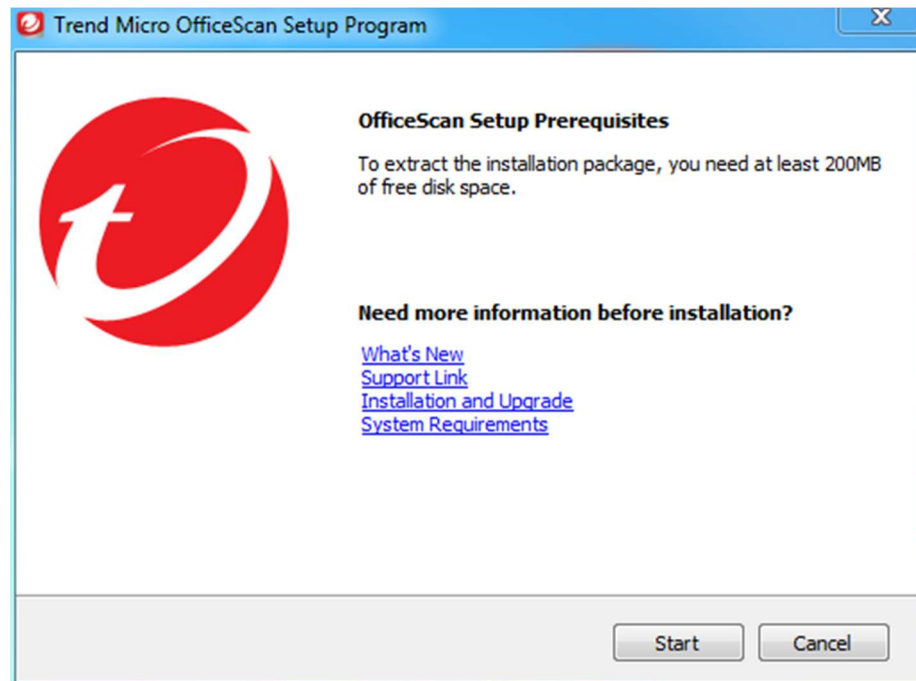 Trend Micro OfficeScan Setup Program
OfficeScan Setup Prerequisites
To extract the installation package, you need at least 200MB
of free disk space.
Need more information before installation?
What's New
Support Link
Installation and Upgrade
System Requirements
Start
Cancel